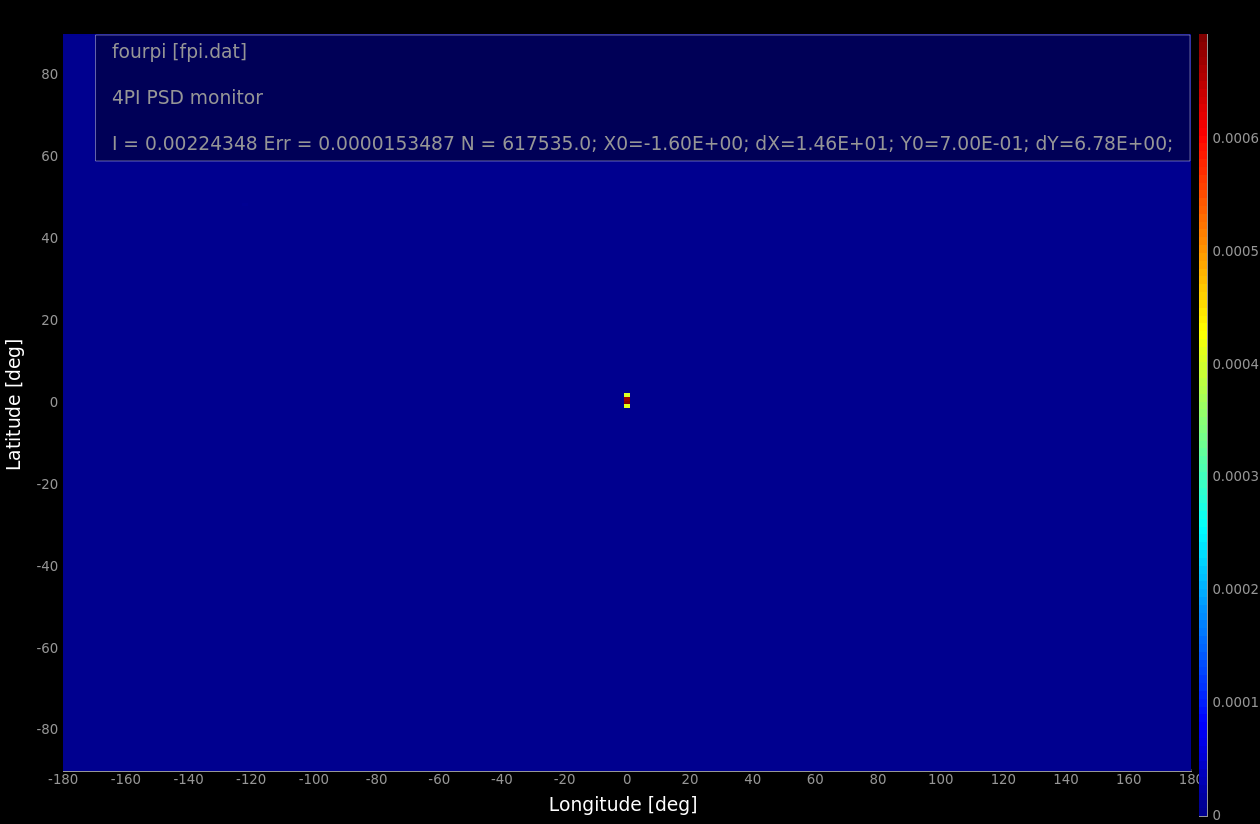 fourpi [fpi.dat]
4PI PSD monitor
I = 0.00224348 Err = 0.0000153487 N = 617535.0; X0=-1.60E+00; dX=1.46E+01; Y0=7.00E-01; dY=6.78E+00;
80
60
40
20
0
-20
-40
-60
-80
Latitude [deg]
-180 -160 -140 -120 -100 -80 -60 -40 -20 0 20 40 60 80 100 120 140 160 180
Longitude [deg]
0.0006
0.0005
0.0004
0.0003
0.0002
0.0001
0